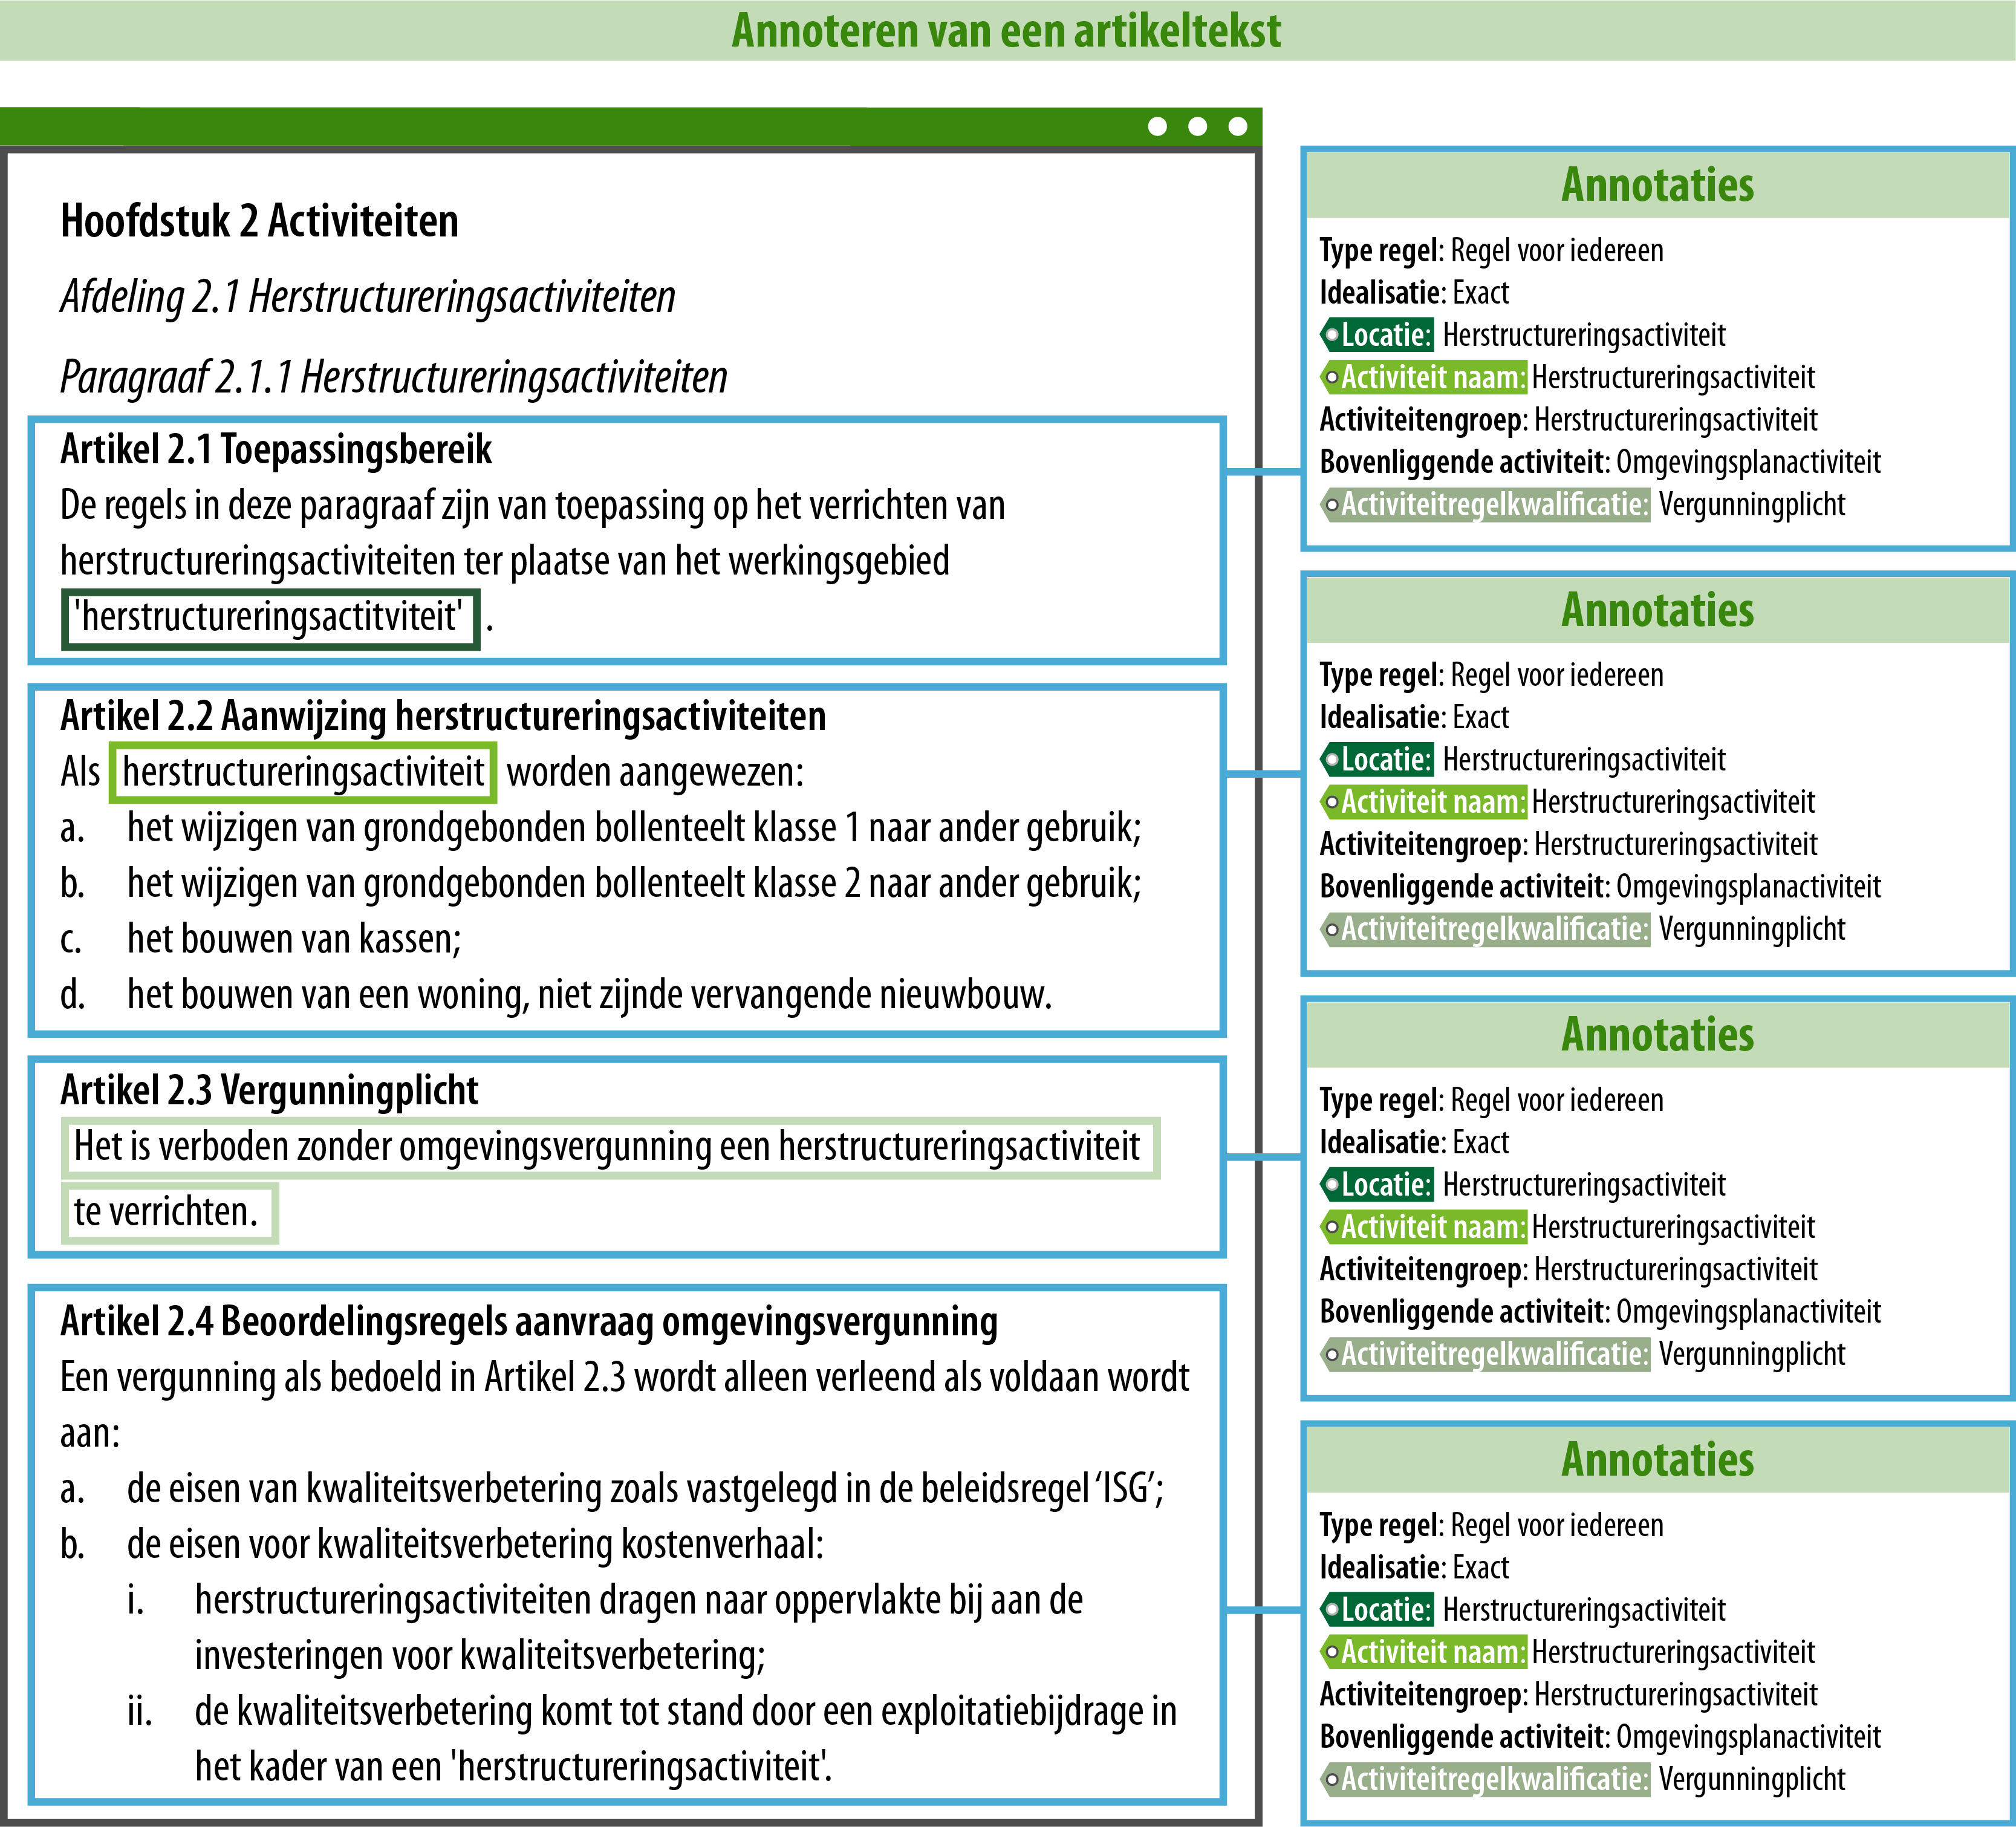 Annoteren van een artikeltekst
Hoofdstuk 2 Activiteiten
Afdeling 2.1 Herstructureringsactiviteiten
Paragraaf 2.1.1 Herstructureringsactiviteiten
Artikel 2.1 Toepassingsbereik
De regels in deze paragraaf zijn van toepassing op het verrichten van
herstructureringsactiviteiten ter plaatse van het werkingsgebied
'herstructureringsactitviteit' .
Artikel 2.2 Aanwijzing herstructureringsactiviteiten
Als herstructureringsactiviteit worden aangewezen:
a. het wijzigen van grondgebonden bollenteelt klasse 1 naar ander gebruik;
b. het wijzigen van grondgebonden bollenteelt klasse 2 naar ander gebruik;
c. het bouwen van kassen;
d. het bouwen van een woning, niet zijnde vervangende nieuwbouw.
Artikel 2.3 Vergunningplicht
Het is verboden zonder omgevingsvergunning een herstructureringsactiviteit
te verrichten.
Artikel 2.4 Beoordelingsregels aanvraag omgevingsvergunning
Een vergunning als bedoeld in Artikel 2.3 wordt alleen verleend als voldaan wordt
aan:
a. de eisen van kwaliteitsverbetering zoals vastgelegd in de beleidsregel ‘ISG’;
b. de eisen voor kwaliteitsverbetering kostenverhaal:
i. herstructureringsactiviteiten dragen naar oppervlakte bij aan de
investeringen voor kwaliteitsverbetering;
ii. de kwaliteitsverbetering komt tot stand door een exploitatiebijdrage in
het kader van een 'herstructureringsactiviteit'.
Annotaties
Type regel: Regel voor iedereen
Idealisatie: Exact
Locatie: Herstructureringsactiviteit
Activiteit naam: Herstructureringsactiviteit
Activiteitengroep: Herstructureringsactiviteit
Bovenliggende activiteit: Omgevingsplanactiviteit
Activiteitregelkwalificatie: Vergunningplicht
Annotaties
Type regel: Regel voor iedereen
Idealisatie: Exact
Locatie: Herstructureringsactiviteit
Activiteit naam: Herstructureringsactiviteit
Activiteitengroep: Herstructureringsactiviteit
Bovenliggende activiteit: Omgevingsplanactiviteit
Activiteitregelkwalificatie: Vergunningplicht
Annotaties
Type regel: Regel voor iedereen
Idealisatie: Exact
Locatie: Herstructureringsactiviteit
Activiteit naam: Herstructureringsactiviteit
Activiteitengroep: Herstructureringsactiviteit
Bovenliggende activiteit: Omgevingsplanactiviteit
Activiteitregelkwalificatie: Vergunningplicht
Annotaties
Type regel: Regel voor iedereen
Idealisatie: Exact
Locatie: Herstructureringsactiviteit
Activiteit naam: Herstructureringsactiviteit
Activiteitengroep: Herstructureringsactiviteit
Bovenliggende activiteit: Omgevingsplanactiviteit
Activiteitregelkwalificatie: Vergunningplicht